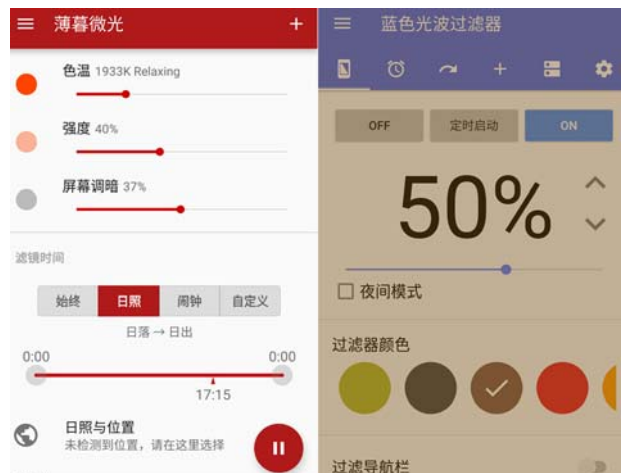 薄暮微光
色温 1933K Relaxing
强度 40%
屏幕调暗 37%
滤镜时间
始终 日照 闹钟 自定义
日落 → 日出
0:00 0:00
17:15
日照与位置
未检测到位置，请在这里选择
蓝色光波过滤器
OFF 定时启动 ON
50%
夜间模式
过滤器颜色
过滤导航栏